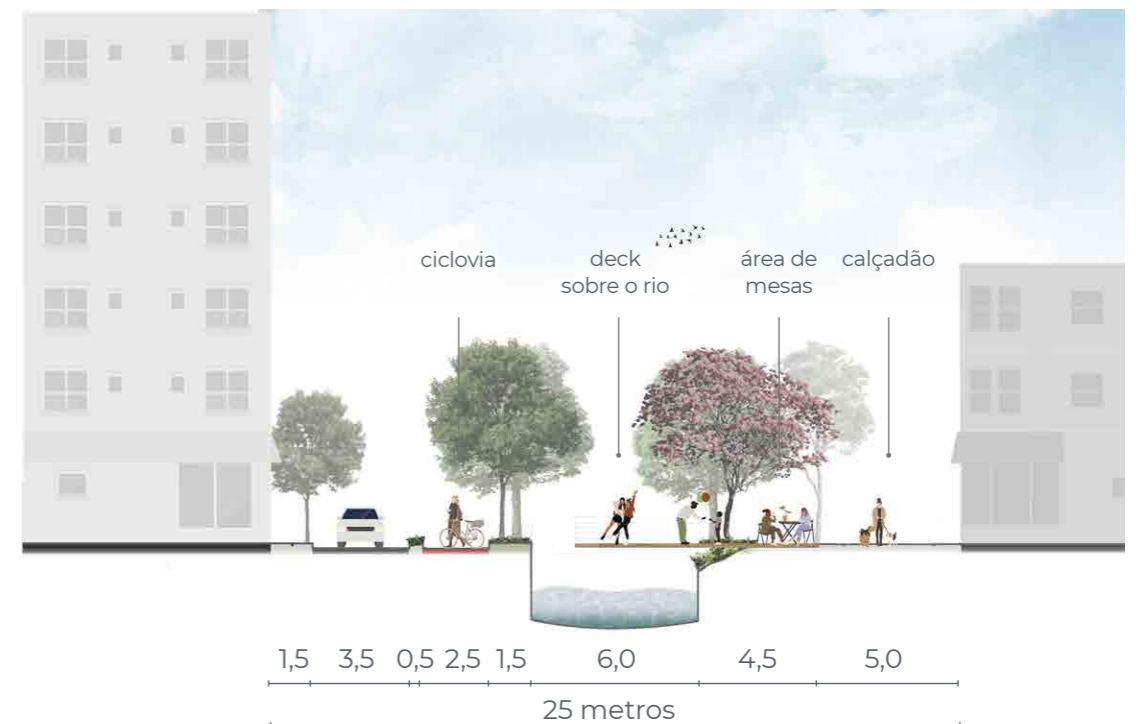 ciclovia
deck
sobre o rio
área de
mesas
calçadão
1,5 3,5 0,5 2,5 1,5 6,0 4,5 5,0
25 metros